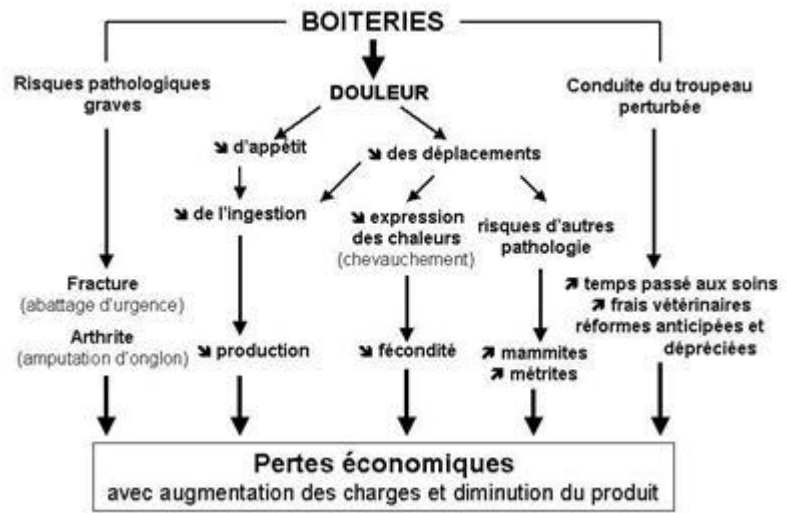 BOITERIES
Risques pathologiques
graves
DOULEUR
Conduite du troupeau
perturbée
↘ d'appétit
↘ des déplacements
↘ de l'ingestion
↘ expression
des chaleurs
(chevauchement)
risques d'autres
pathologie
Fracture
(abattage d'urgence)
Arthrite
(amputation d'onglon)
↘ production
↘ fécondité
↗ mammites
↗ métrites
↗ temps passé aux soins
↗ frais vétérinaires
réformes anticipées et
dépréciées
Pertes économiques
avec augmentation des charges et diminution du produit